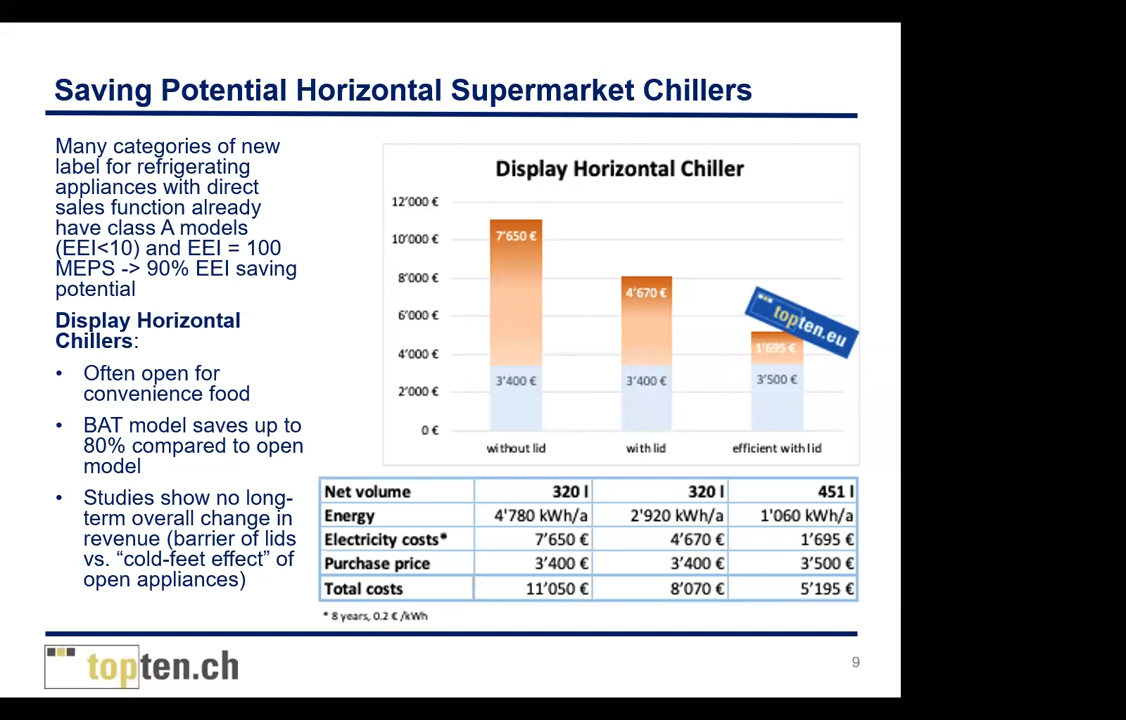 Saving Potential Horizontal Supermarket Chillers
Many categories of new
label for refrigerating
appliances with direct
sales function already
have class A models
(EEI<10) and EEI = 100
MEPS -> 90% EEI saving
potential
Display Horizontal
Chillers:
• Often open for
convenience food
• BAT model saves up to
80% compared to open
model
• Studies show no long-
term overall change in
revenue (barrier of lids
vs. “cold-feet effect” of
open appliances)
Display Horizontal Chiller
12'000 €
10'000 €
8'000 €
6'000 €
4'000 €
2'000 €
0 €
7'650 €
3'400 €
4'670 €
3'400 €
1'695 €
3'500 €
topten.eu
without lid with lid efficient with lid
Net volume 320 l 320 l 451 l
Energy 4'780 kWh/a 2'920 kWh/a 1'060 kWh/a
Electricity costs* 7’650 € 4’670 € 1’695 €
Purchase price 3’400 € 3’400 € 3’500 €
Total costs 11’050 € 8’070 € 5’195 €
* 8 years, 0.2 €/kWh
topten.ch
9